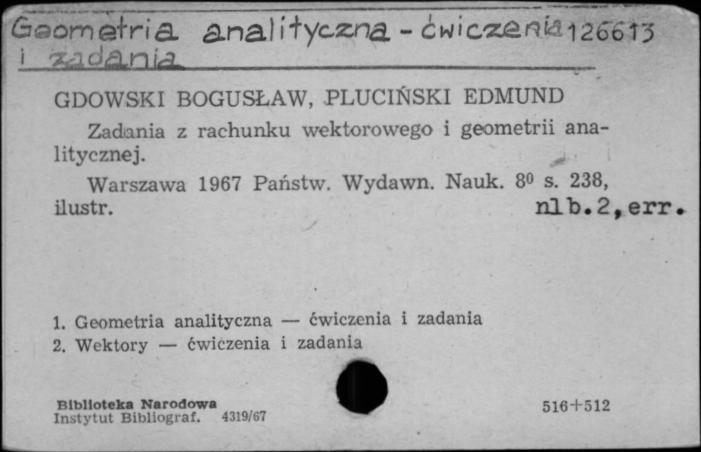 Geometria analityczna - ćwiczenia 126613
i zadania
GDOWSKI BOGUSŁAW, PLUCIŃSKI EDMUND
Zadania z rachunku wektorowego i geometrii ana-
litycznej.
Warszawa 1967 Państw. Wydawn. Nauk. 8⁰ s. 238,
ilustr. nlb.2, err.
1. Geometria analityczna — ćwiczenia i zadania
2. Wektory — ćwiczenia i zadania
Biblioteka Narodowa
Instytut Bibliograf. 4319/67 516+512